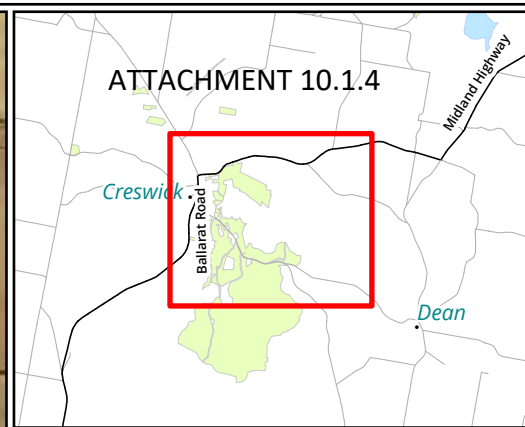 ATTACHMENT 10.1.4
Midland Highway
Creswick
Ballarat Road
Dean